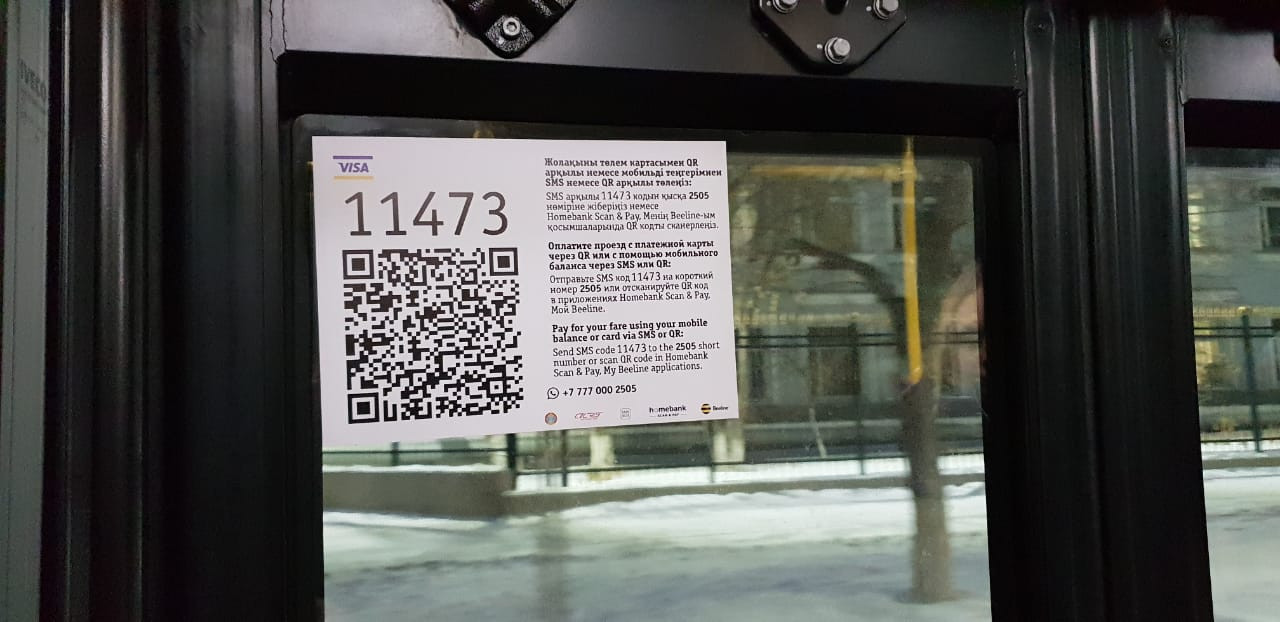 VISA
11473
Жолақыны төлем картасымен QR
арқылы немесе мобильді теңгерімнен
SMS немесе QR арқылы төлеңіз:
SMS арқылы 11473 кодын қысқа 2505
нөміріне жіберіңіз немесе
Homebank Scan & Pay, Менің Beeline-ым
қосымшаларында QR кодты сканерлеңіз.
Оплатите проезд с платежной карты
через QR или с помощью мобильного
баланса через SMS или QR:
Отправьте SMS код 11473 на короткий
номер 2505 или отсканируйте QR код
в приложениях Homebank Scan & Pay,
Мой Beeline.
Pay for your fare using your mobile
balance or card via SMS or QR:
Send SMS code 11473 to the 2505 short
number or scan QR code in Homebank
Scan & Pay, My Beeline applications.
+7 777 000 2505
homebank
SCAN & PAY
Beeline